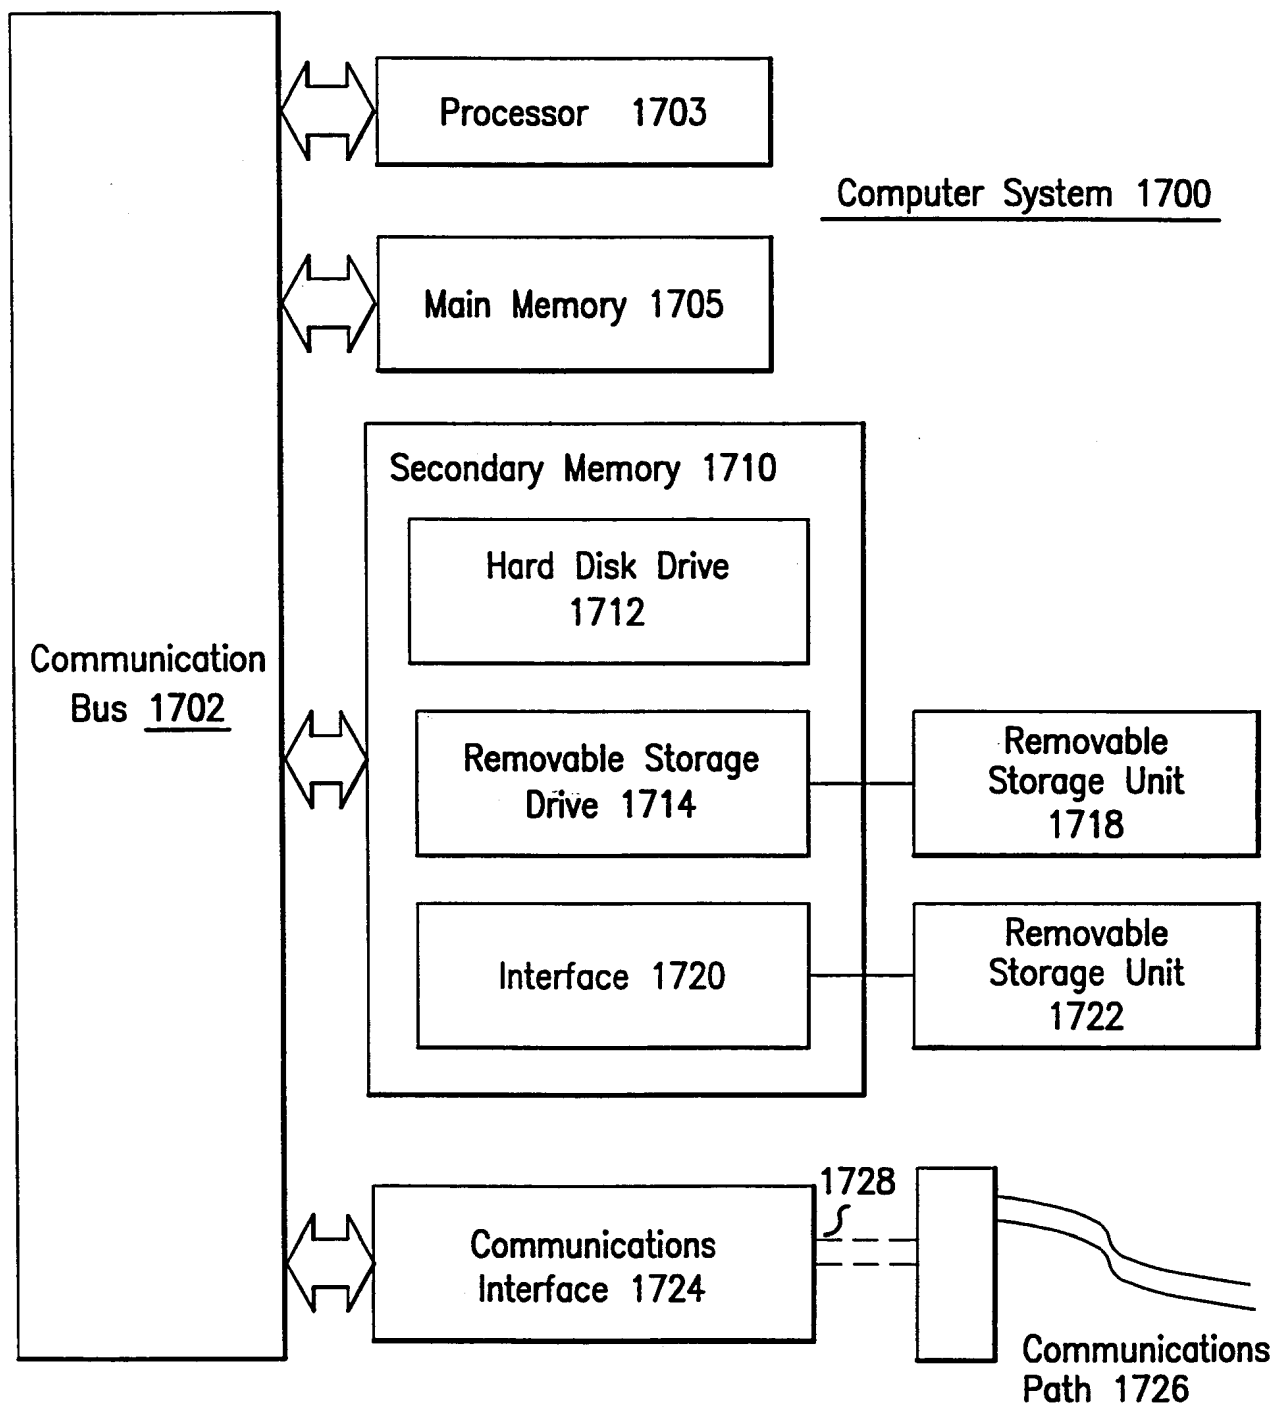 Processor 1703
Computer System 1700
Main Memory 1705
Secondary Memory 1710
Hard Disk Drive
1712
Communication
Bus 1702
Removable Storage
Drive 1714
Removable
Storage Unit
1718
Interface 1720
Removable
Storage Unit
1722
1728
Communications
Interface 1724
Communications
Path 1726